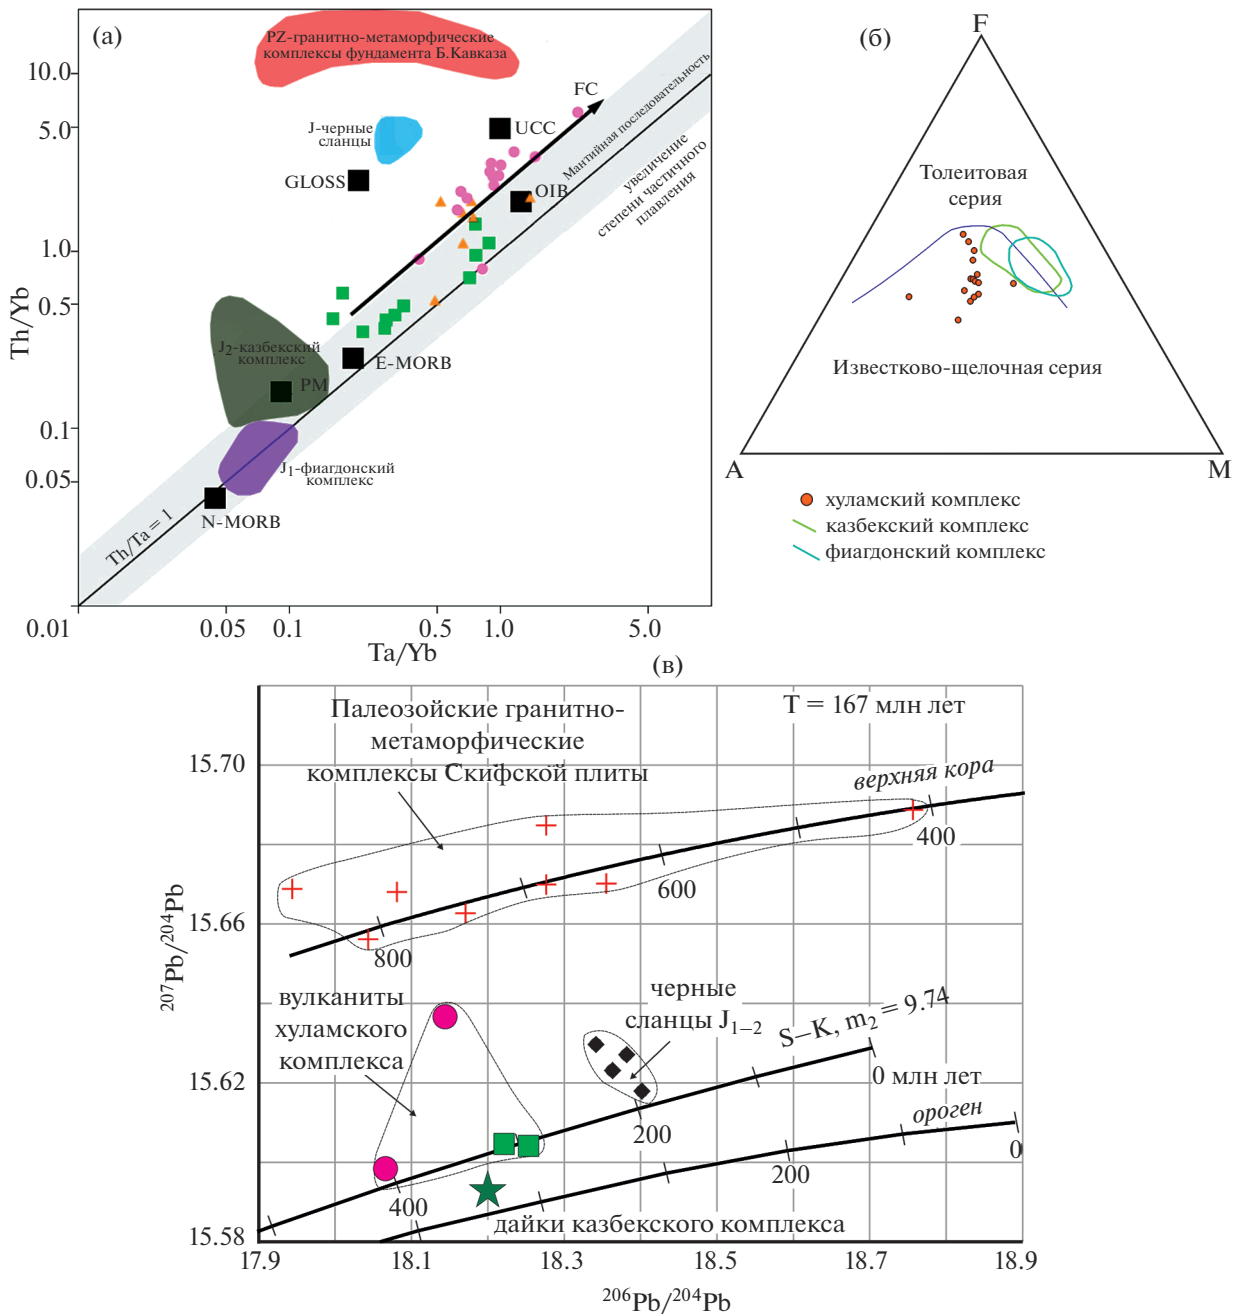 (а)
PZ-гранитно-метаморфические
комплексы фундамента Б.Кавказа
10.0
5.0
1.0
0.5
0.1
0.05
0.01
Th/Yb
J-черные
сланцы
GLOSS
FC
UCC
OIB
Мантийная последовательность
увеличение
степени частичного
плавления
J2-казбекский
комплекс
PM
E-MORB
J1-фиагдонский
комплекс
N-MORB
Th/Ta = 1
0.05
0.1
0.5
1.0
5.0
Ta/Yb
(б)
F
Толеитовая
серия
Известково-щелочная серия
A
M
хуламский комплекс
казбекский комплекс
фиагдонский комплекс
(в)
Палеозойские гранитно-
метаморфические
комплексы Скифской плиты
T = 167 млн лет
верхняя кора
400
600
800
15.70
15.66
15.62
15.58
207Pb/204Pb
вулканиты
хуламского
комплекса
черные
сланцы J1–2
S–K, m2 = 9.74
0 млн лет
ороген
200
0
200
400
дайки казбекского комплекса
17.9
18.1
18.3
18.5
18.7
18.9
206Pb/204Pb